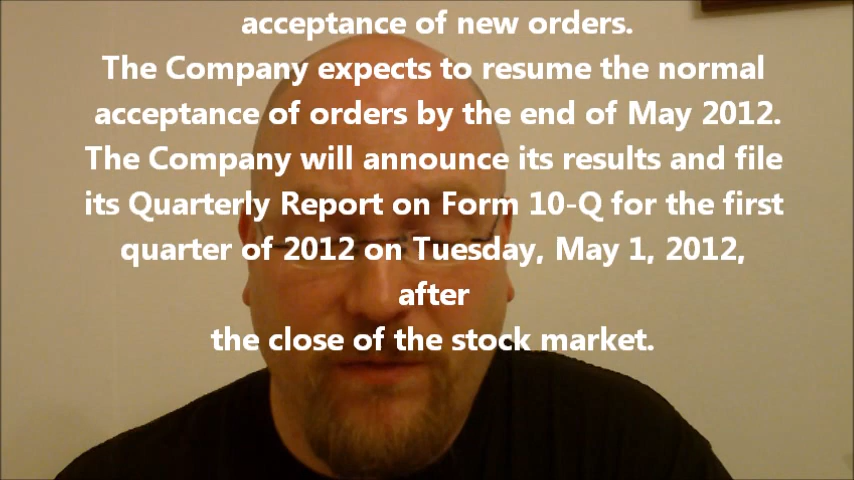 acceptance of new orders.
The Company expects to resume the normal
acceptance of orders by the end of May 2012.
The Company will announce its results and file
its Quarterly Report on Form 10-Q for the first
quarter of 2012 on Tuesday, May 1, 2012,
after
the close of the stock market.